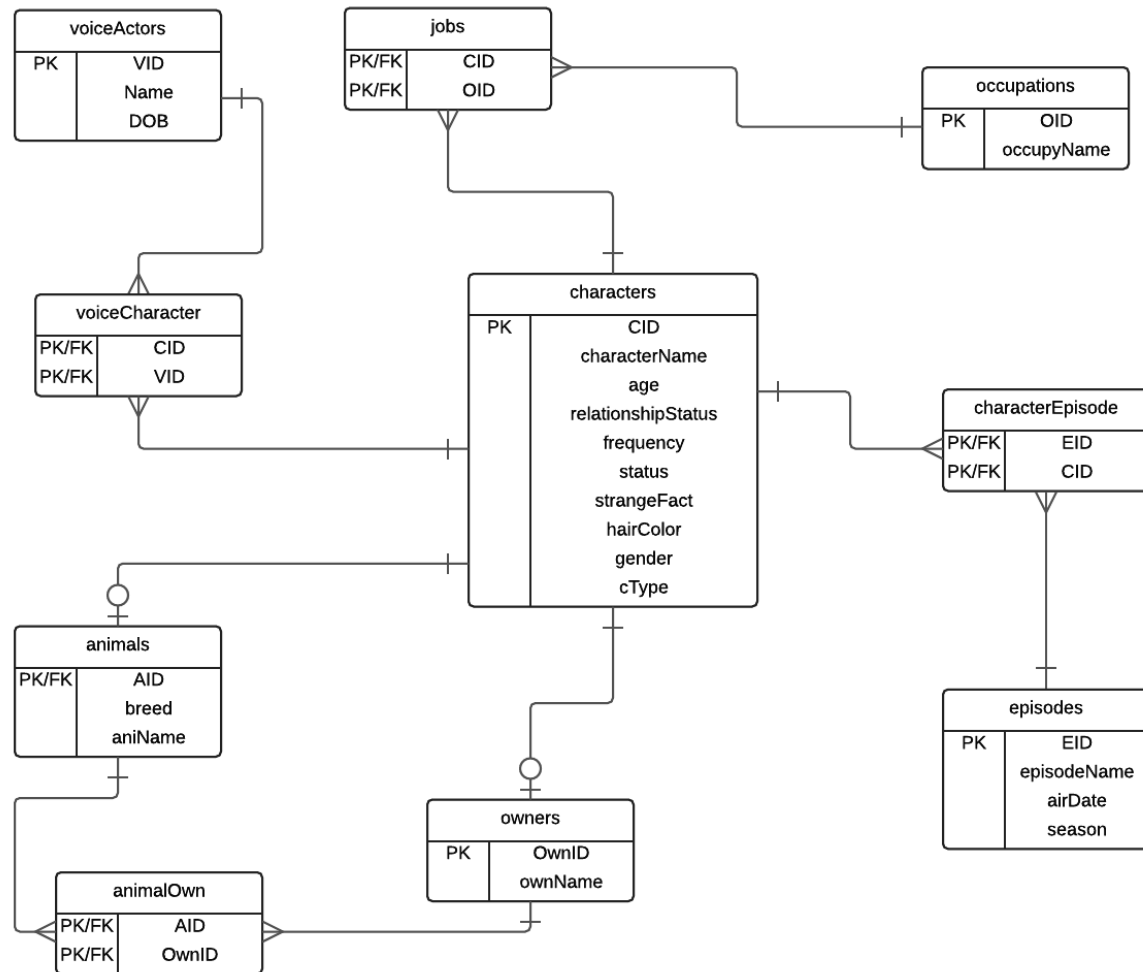 voiceActors
PK VID
Name
DOB
jobs
PK/FK CID
PK/FK OID
occupations
PK OID
occupyName
voiceCharacter
PK/FK CID
PK/FK VID
characters
PK CID
characterName
age
relationshipStatus
frequency
status
strangeFact
hairColor
gender
cType
characterEpisode
PK/FK EID
PK/FK CID
animals
PK/FK AID
breed
aniName
owners
PK OwnID
ownName
episodes
PK EID
episodeName
airDate
season
animalOwn
PK/FK AID
PK/FK OwnID